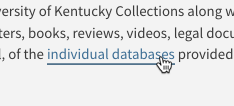 versity of Kentucky Collections along w
ters, books, reviews, videos, legal docu
, of the individual databases provided